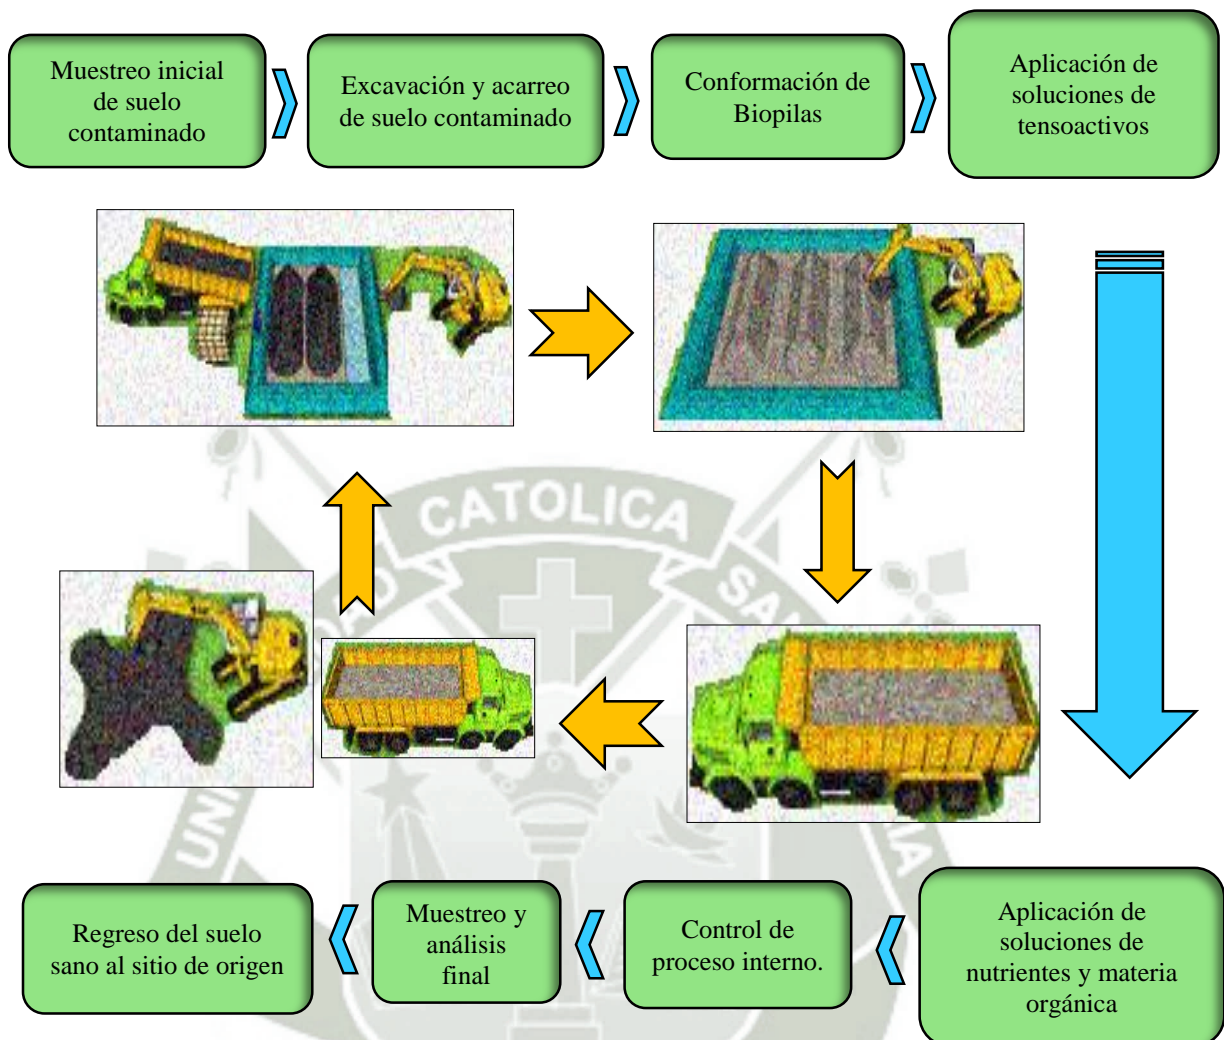 Muestreo inicial
de suelo
contaminado
Excavación y acarreo
de suelo contaminado
Conformación de
Biopilas
Aplicación de
soluciones de
tensoactivos
CATOLICA
Regreso del suelo
sano al sitio de origen
Muestreo y
análisis
final
Control de
proceso interno.
Aplicación de
soluciones de
nutrientes y materia
orgánica